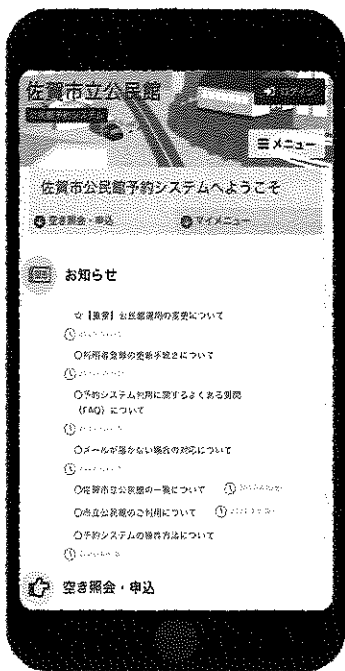 佐賀市立公民館
メニュー
佐賀市公民館予約システムへようこそ
空き照会・申込
マイメニュー
お知らせ
☆【重要】公民館運用の変更について
〇利用者登録の更新手続きについて
〇予約システム利用に関するよくある質問
(FAQ)について
〇メールが届かない場合の対応について
〇佐賀市立公民館の一覧について
〇市立公民館のご利用について
〇予約システムの操作方法について
空き照会・申込